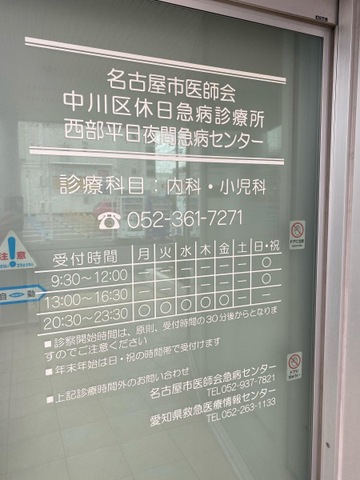 名古屋市医師会
中川区休日急病診療所
西部平日夜間急病センター
診療科目：内科・小児科
☎ 052-361-7271
受付時間 月 火 水 木 金 土 日・祝
9:30〜12:00 － － － － － － ○
13:00〜16:30 － － － － － － ○
20:30〜23:30 ○ ○ ○ ○ ○ － －
■診察開始時間は、原則、受付時間の30分後からとなりま
すのでご注意ください
■年末年始は日・祝の時間帯で受付けます
■上記診療時間外のお問い合わせ
名古屋市医師会急病センター
TEL052-937-7821
愛知県救急医療情報センター
TEL052-263-1133
注意
自動